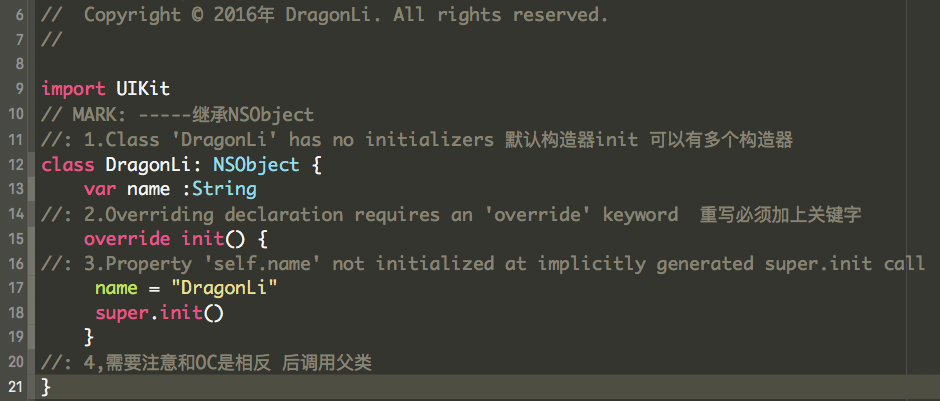 6 //  Copyright © 2016年 DragonLi. All rights reserved.
7 //
8
9 import UIKit
10 // MARK: -----继承NSObject
11 //: 1.Class 'DragonLi' has no initializers 默认构造器init 可以有多个构造器
12 class DragonLi: NSObject {
13     var name :String
14 //: 2.Overriding declaration requires an 'override' keyword  重写必须加上关键字
15     override init() {
16 //: 3.Property 'self.name' not initialized at implicitly generated super.init call
17      name = "DragonLi"
18      super.init()
19     }
20 //: 4,需要注意和OC是相反 后调用父类
21 }